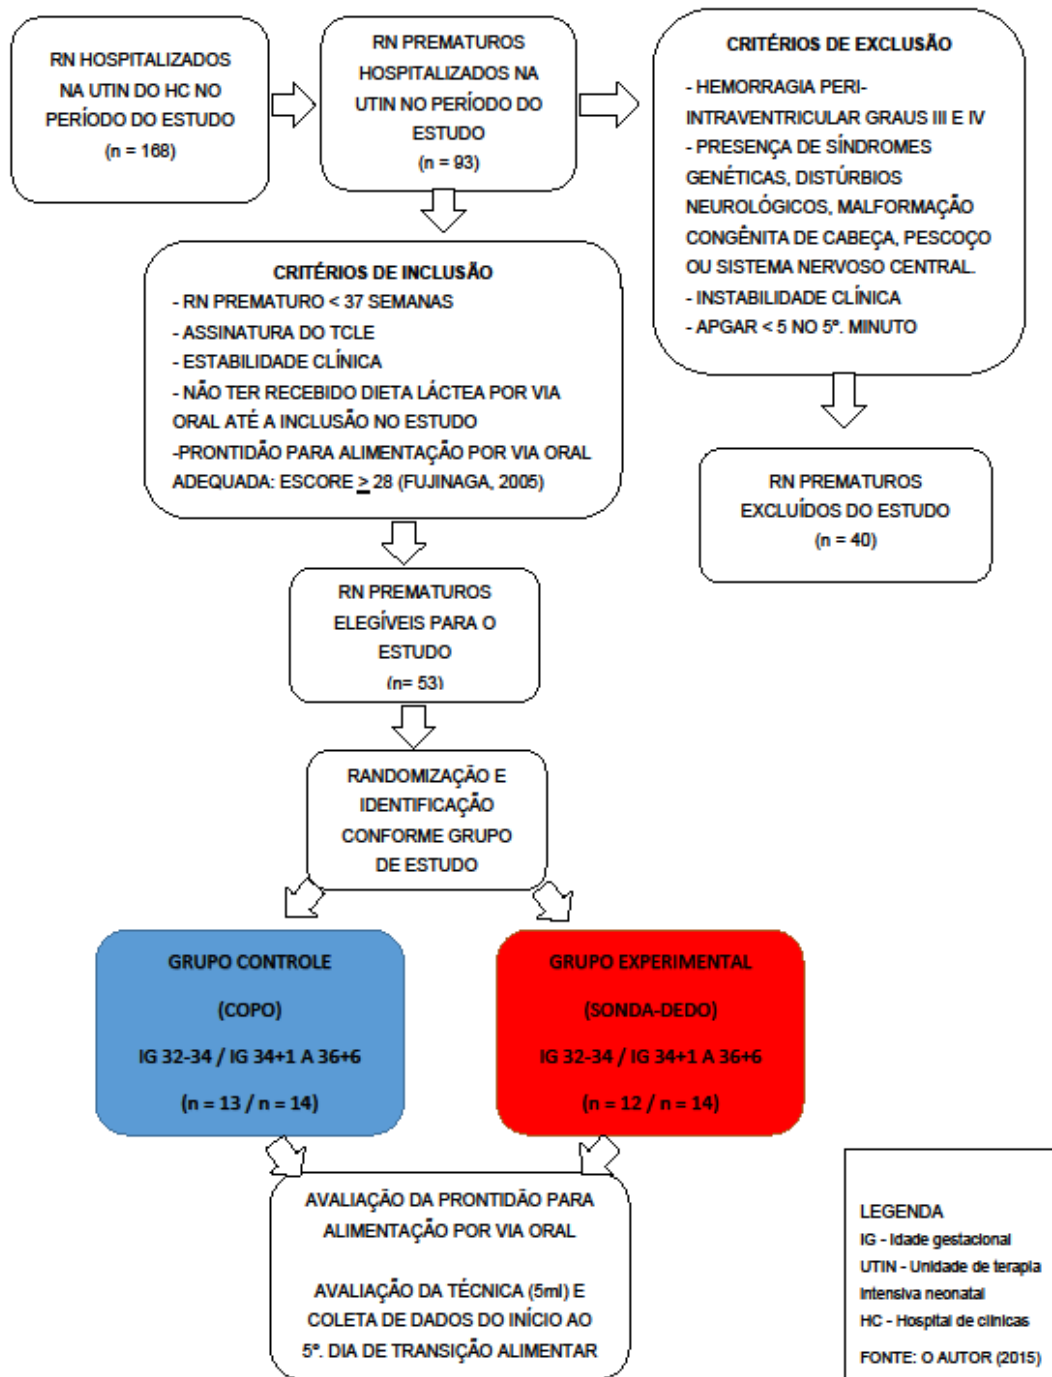 RN HOSPITALIZADOS
NA UTIN DO HC NO
PERÍODO DO ESTUDO
(n = 168)
RN PREMATUROS
HOSPITALIZADOS NA
UTIN NO PERÍODO DO
ESTUDO
(n = 93)
CRITÉRIOS DE EXCLUSÃO
- HEMORRAGIA PERI-
INTRAVENTRICULAR GRAUS III E IV
- PRESENÇA DE SÍNDROMES
GENÉTICAS, DISTÚRBIOS
NEUROLÓGICOS, MALFORMAÇÃO
CONGÊNITA DE CABEÇA, PESCOÇO
OU SISTEMA NERVOSO CENTRAL.
- INSTABILIDADE CLÍNICA
- APGAR < 5 NO 5º. MINUTO
CRITÉRIOS DE INCLUSÃO
- RN PREMATURO < 37 SEMANAS
- ASSINATURA DO TCLE
- ESTABILIDADE CLÍNICA
- NÃO TER RECEBIDO DIETA LÁCTEA POR VIA
ORAL ATÉ A INCLUSÃO NO ESTUDO
-PRONTIDÃO PARA ALIMENTAÇÃO POR VIA ORAL
ADEQUADA: ESCORE ≥ 28 (FUJINAGA, 2005)
RN PREMATUROS
EXCLUÍDOS DO ESTUDO
(n = 40)
RN PREMATUROS
ELEGÍVEIS PARA O
ESTUDO
(n= 53)
RANDOMIZAÇÃO E
IDENTIFICAÇÃO
CONFORME GRUPO
DE ESTUDO
GRUPO CONTROLE
(COPO)
IG 32-34 / IG 34+1 A 36+6
(n = 13 / n = 14)
GRUPO EXPERIMENTAL
(SONDA-DEDO)
IG 32-34 / IG 34+1 A 36+6
(n = 12 / n = 14)
AVALIAÇÃO DA PRONTIDÃO PARA
ALIMENTAÇÃO POR VIA ORAL
AVALIAÇÃO DA TÉCNICA (5ml) E
COLETA DE DADOS DO INÍCIO AO
5º. DIA DE TRANSIÇÃO ALIMENTAR
LEGENDA
IG - Idade gestacional
UTIN - Unidade de terapia
Intensiva neonatal
HC - Hospital de clínicas
FONTE: O AUTOR (2015)